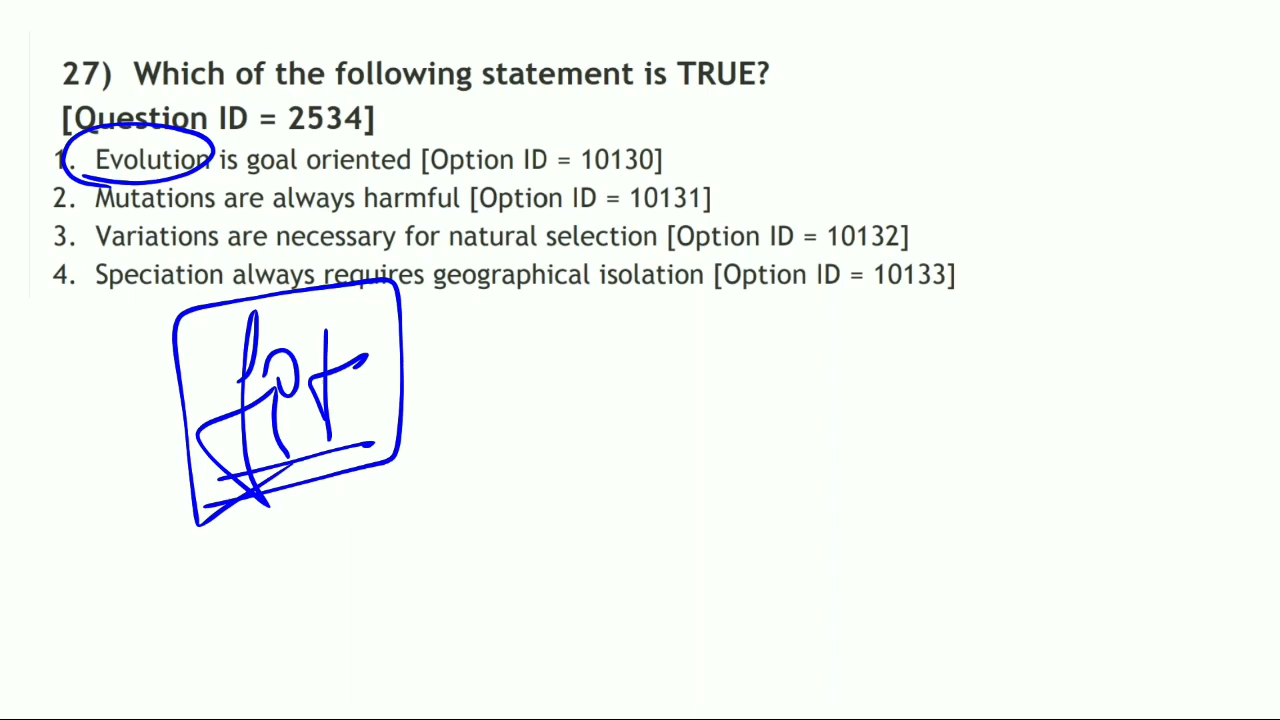 27) Which of the following statement is TRUE?
[Question ID = 2534]
1. Evolution is goal oriented [Option ID = 10130]
2. Mutations are always harmful [Option ID = 10131]
3. Variations are necessary for natural selection [Option ID = 10132]
4. Speciation always requires geographical isolation [Option ID = 10133]